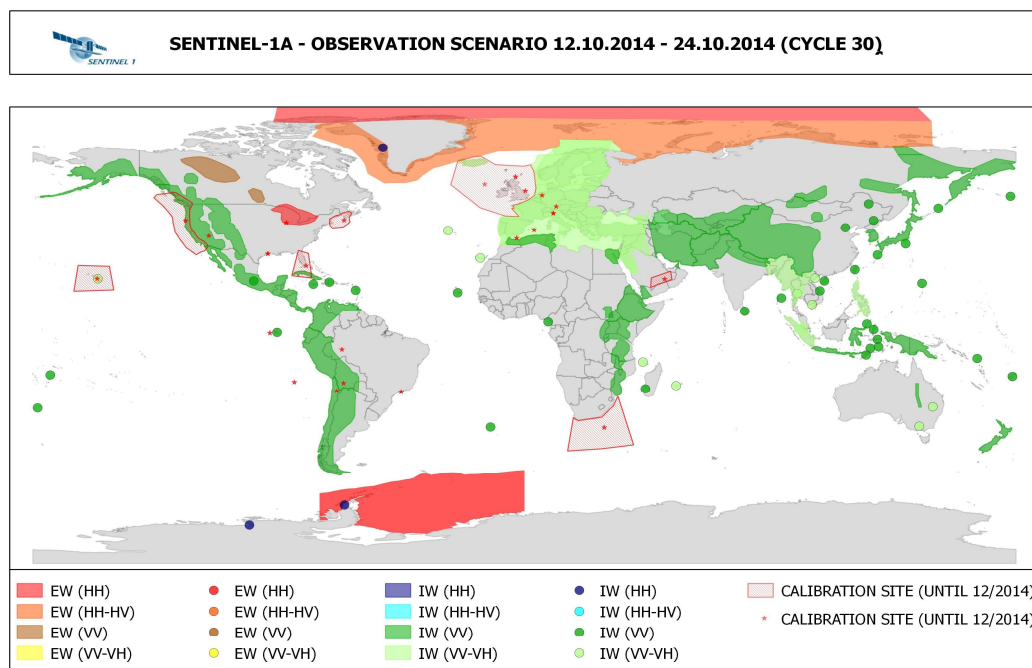 SENTINEL 1
SENTINEL-1A - OBSERVATION SCENARIO 12.10.2014 - 24.10.2014 (CYCLE 30)
EW (HH) EW (HH) IW (HH) IW (HH) CALIBRATION SITE (UNTIL 12/2014)
EW (HH-HV) EW (HH-HV) IW (HH-HV) IW (HH-HV) CALIBRATION SITE (UNTIL 12/2014)
EW (VV) EW (VV) IW (VV) IW (VV)
EW (VV-VH) EW (VV-VH) IW (VV-VH) IW (VV-VH)